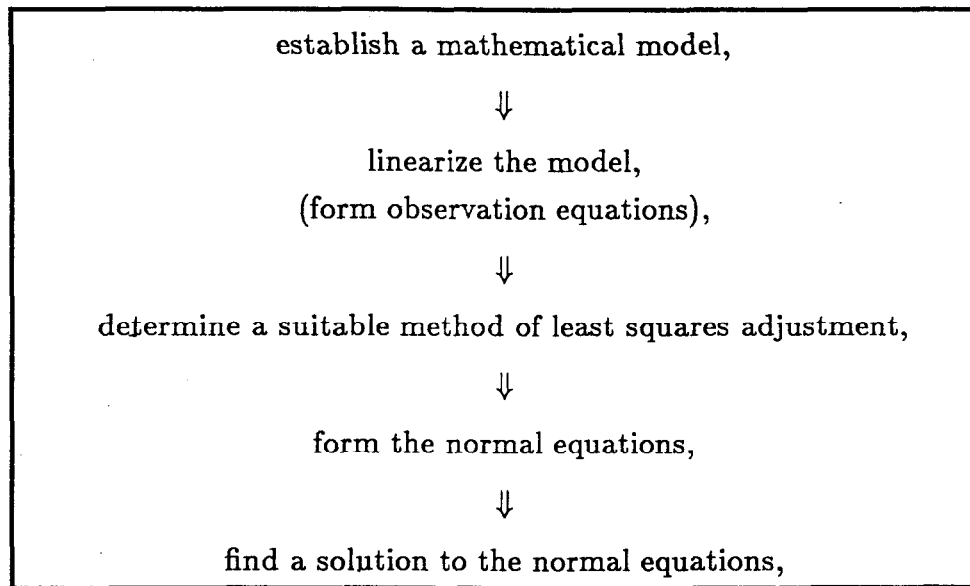 establish a mathematical model,
⇓
linearize the model,
(form observation equations),
⇓
determine a suitable method of least squares adjustment,
⇓
form the normal equations,
⇓
find a solution to the normal equations,